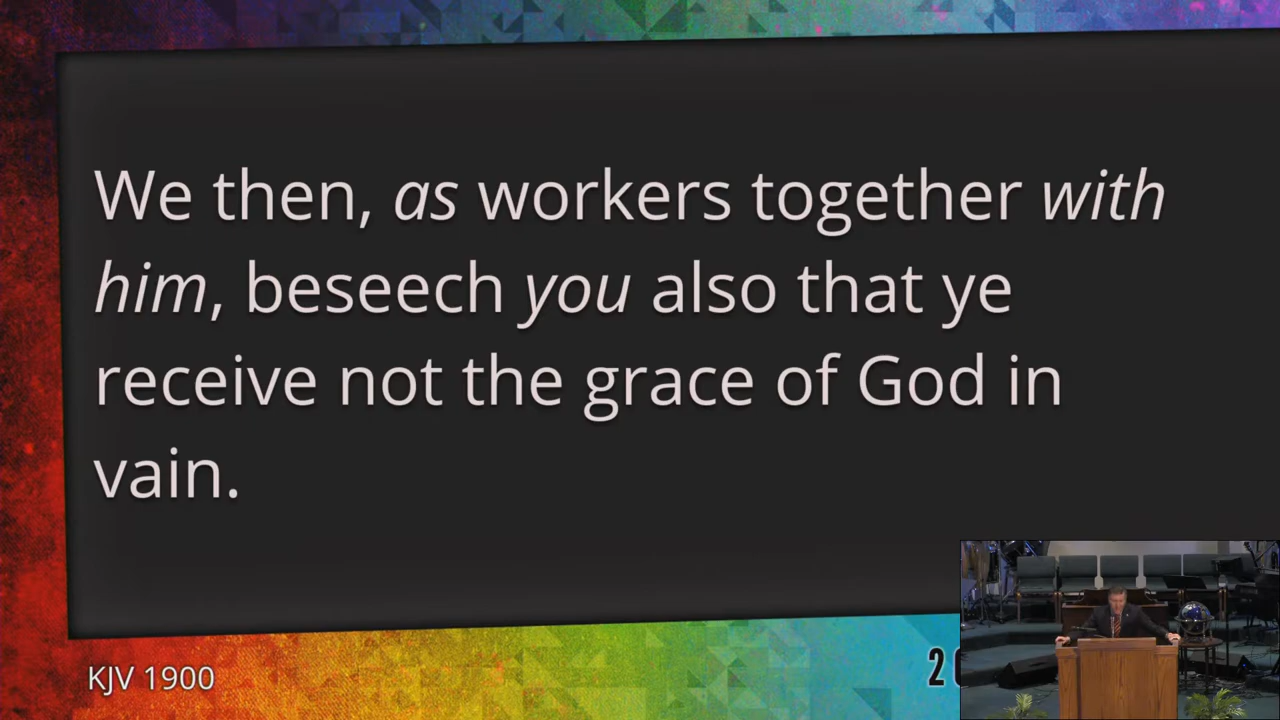 We then, as workers together with
him, beseech you also that ye
receive not the grace of God in
vain.
KJV 1900